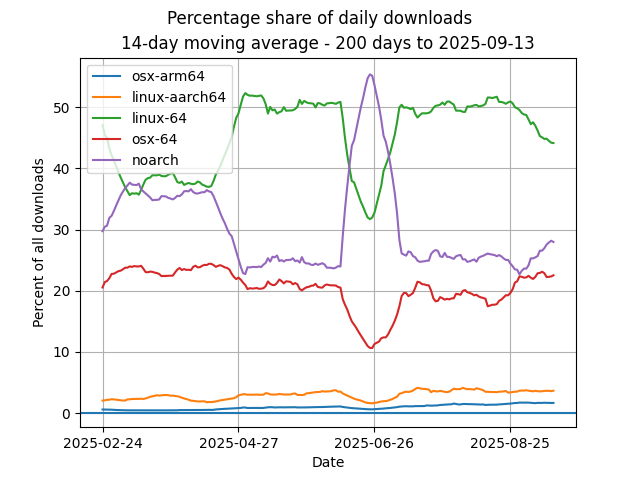 Percentage share of daily downloads
14-day moving average - 200 days to 2025-09-13
osx-arm64
linux-aarch64
linux-64
osx-64
noarch
Percent of all downloads
50
40
30
20
10
0
2025-02-24
2025-04-27
2025-06-26
2025-08-25
Date